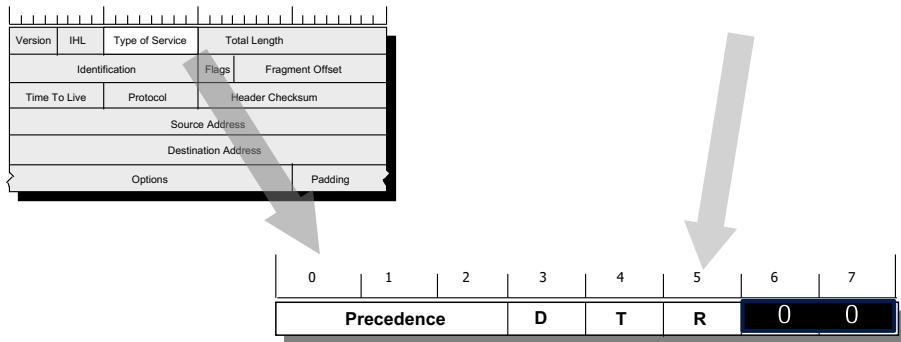 Version IHL Type of Service Total Length
Identification Flags Fragment Offset
Time To Live Protocol Header Checksum
Source Address
Destination Address
Options Padding
0 1 2 3 4 5 6 7
Precedence D T R 0 0